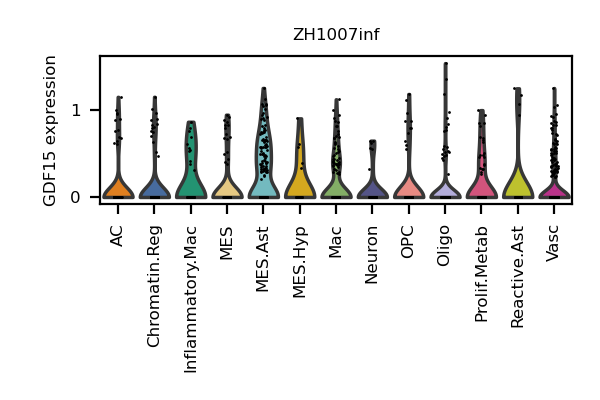 ZH1007inf
GDF15 expression
1
0
AC
Chromatin.Reg
Inflammatory.Mac
MES
MES.Ast
MES.Hyp
Mac
Neuron
OPC
Oligo
Prolif.Metab
Reactive.Ast
Vasc